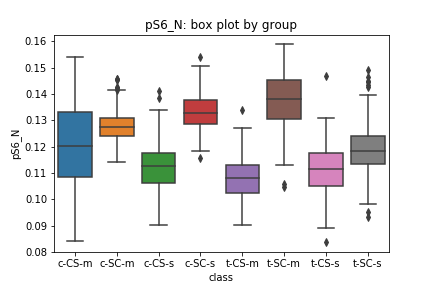 pS6_N: box plot by group
0.16
0.15
0.14
0.13
0.12
0.11
0.10
0.09
0.08
pS6_N
c-CS-m c-SC-m c-CS-s c-SC-s t-CS-m t-SC-m t-CS-s t-SC-s
class